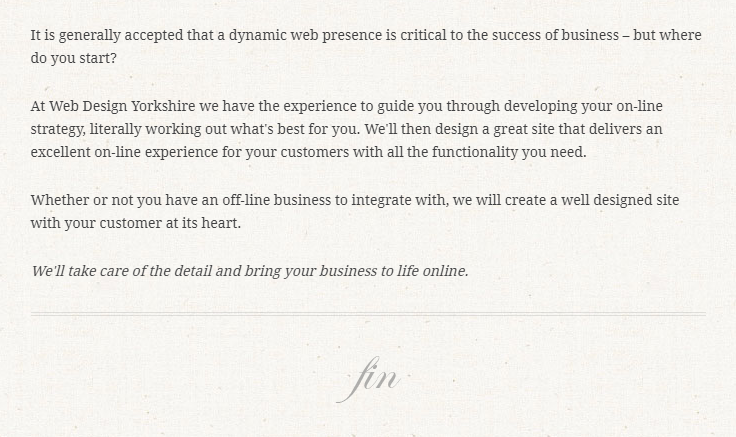 It is generally accepted that a dynamic web presence is critical to the success of business – but where
do you start?
At Web Design Yorkshire we have the experience to guide you through developing your on-line
strategy, literally working out what's best for you. We'll then design a great site that delivers an
excellent on-line experience for your customers with all the functionality you need.
Whether or not you have an off-line business to integrate with, we will create a well designed site
with your customer at its heart.
We'll take care of the detail and bring your business to life online.
fin